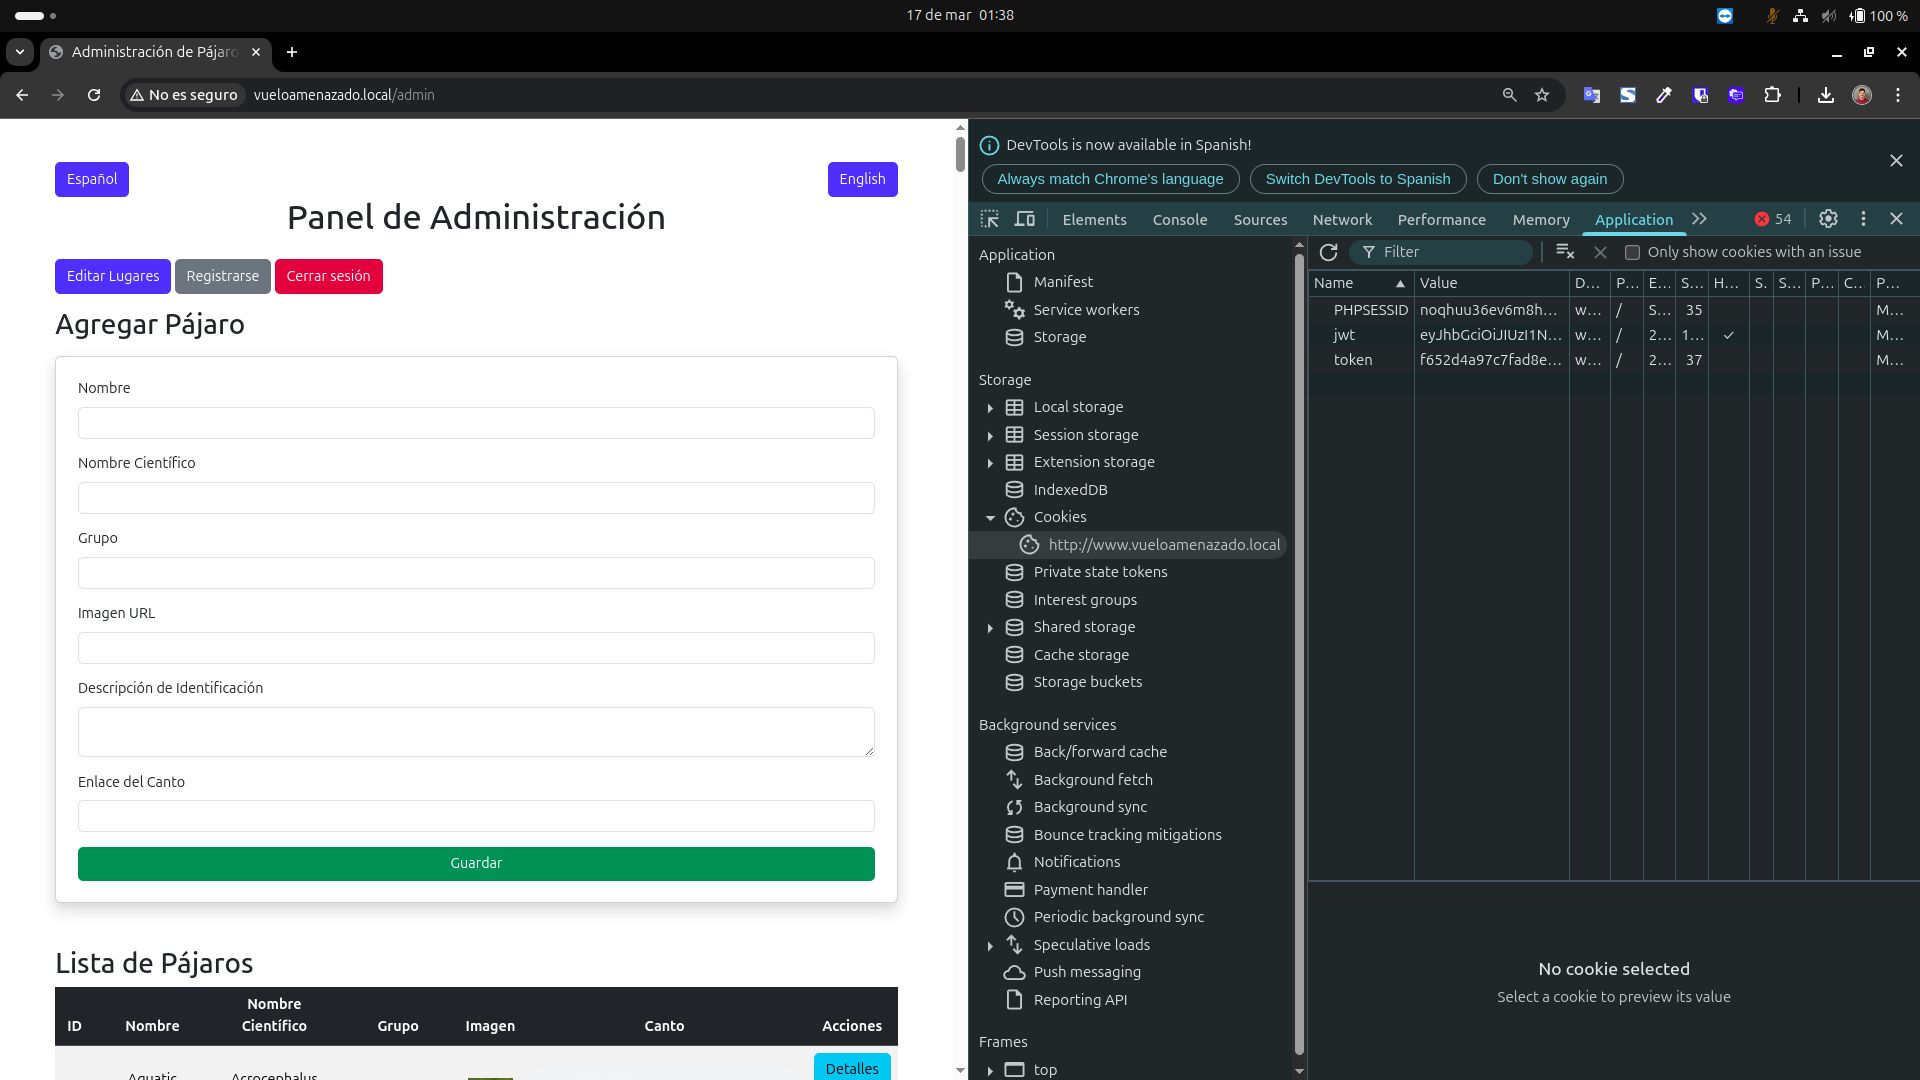 17 de mar 01:38
100 %
Administración de Pájaro
No es seguro
vueloamenazado.local/admin
Español
English
Panel de Administración
Editar Lugares
Registrarse
Cerrar sesión
Agregar Pájaro
Nombre
Nombre Científico
Grupo
Imagen URL
Descripción de Identificación
Enlace del Canto
Guardar
Lista de Pájaros
ID
Nombre
Nombre Científico
Grupo
Imagen
Canto
Acciones
Aquatic
Acrocephalus
Detalles
DevTools is now available in Spanish!
Always match Chrome's language
Switch DevTools to Spanish
Don't show again
Elements
Console
Sources
Network
Performance
Memory
Application
54
Application
Manifest
Service workers
Storage
Storage
Local storage
Session storage
Extension storage
IndexedDB
Cookies
http://www.vueloamenazado.local
Private state tokens
Interest groups
Shared storage
Cache storage
Storage buckets
Background services
Back/forward cache
Background fetch
Background sync
Bounce tracking mitigations
Notifications
Payment handler
Periodic background sync
Speculative loads
Push messaging
Reporting API
Frames
top
Filter
Only show cookies with an issue
Name Value D... P... E... S... H... S. S... P... C... P...
PHPSESSID noqhuu36ev6m8h... w... / S... 35 M...
jwt eyJhbGciOiJIUzI1N... w... / 2... 1... ✓ M...
token f652d4a97c7fad8e... w... / 2... 37 M...
No cookie selected
Select a cookie to preview its value